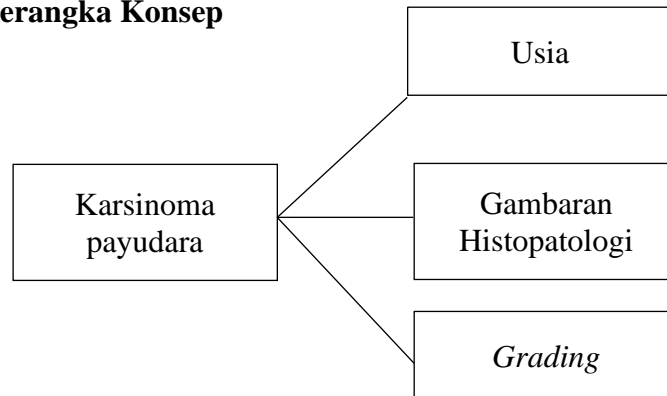 erangka Konsep
Usia
Karsinoma
payudara
Gambaran
Histopatologi
Grading